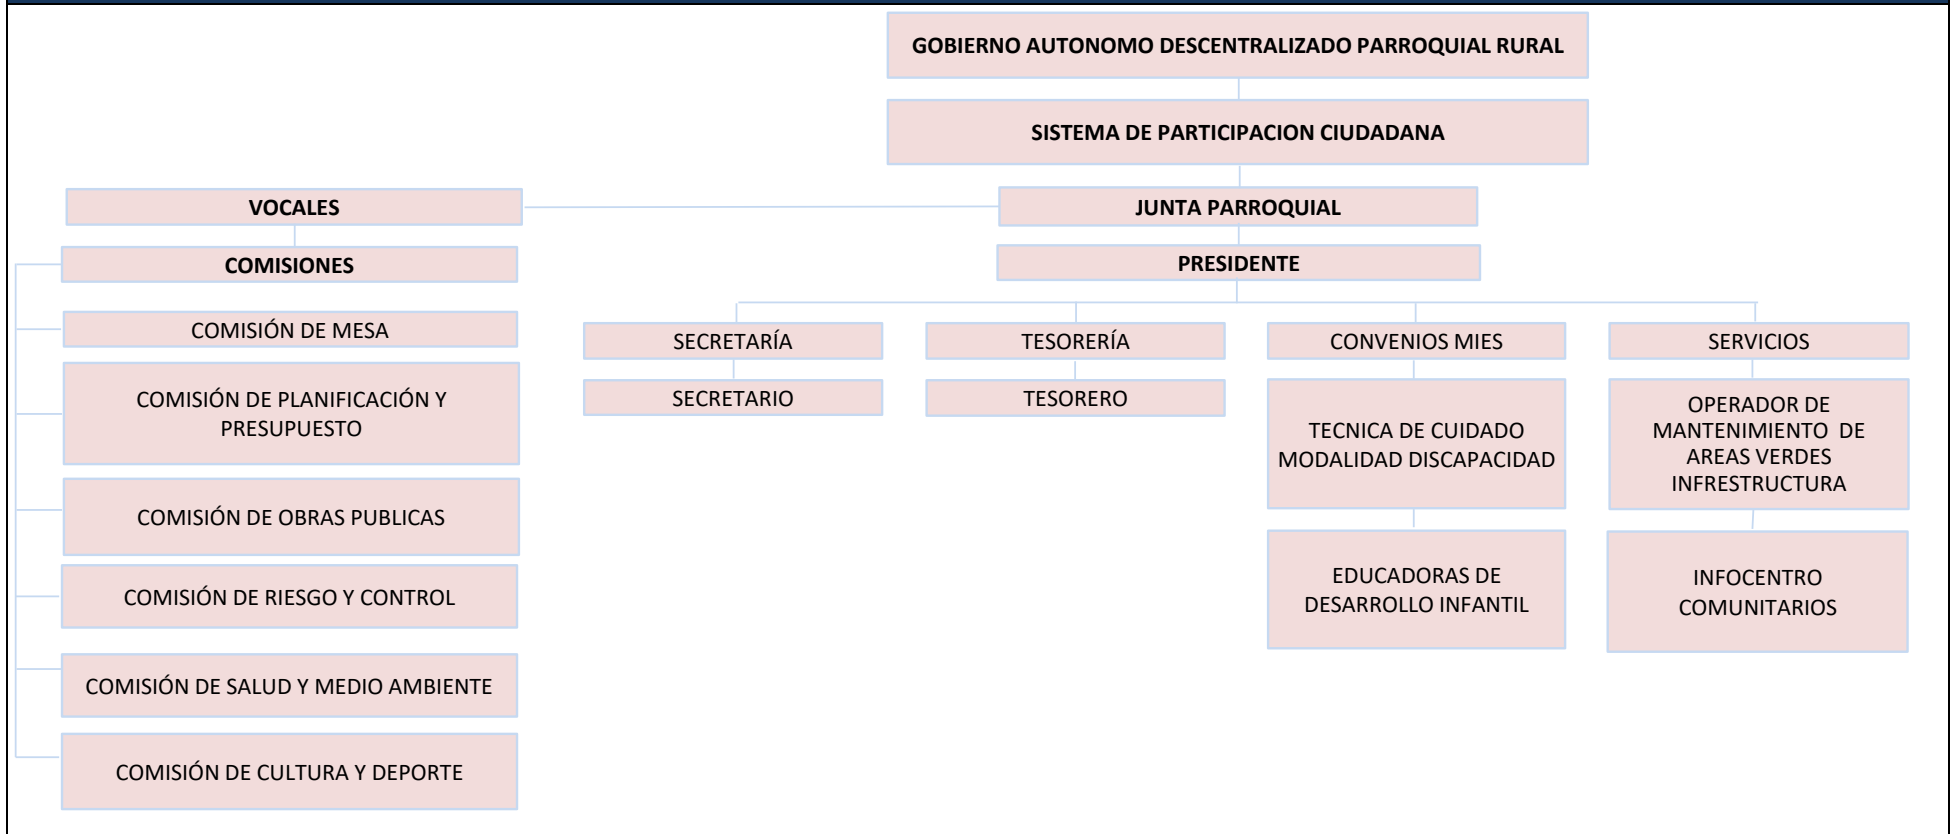 GOBIERNO AUTONOMO DESCENTRALIZADO PARROQUIAL RURAL
SISTEMA DE PARTICIPACION CIUDADANA
VOCALES
JUNTA PARROQUIAL
COMISIONES
PRESIDENTE
COMISIÓN DE MESA
COMISIÓN DE PLANIFICACIÓN Y
PRESUPUESTO
COMISIÓN DE OBRAS PUBLICAS
COMISIÓN DE RIESGO Y CONTROL
COMISIÓN DE SALUD Y MEDIO AMBIENTE
COMISIÓN DE CULTURA Y DEPORTE
SECRETARÍA
SECRETARIO
TESORERÍA
TESORERO
CONVENIOS MIES
TECNICA DE CUIDADO
MODALIDAD DISCAPACIDAD
EDUCADORAS DE
DESARROLLO INFANTIL
SERVICIOS
OPERADOR DE
MANTENIMIENTO DE
AREAS VERDES
INFRESTRUCTURA
INFOCENTRO
COMUNITARIOS